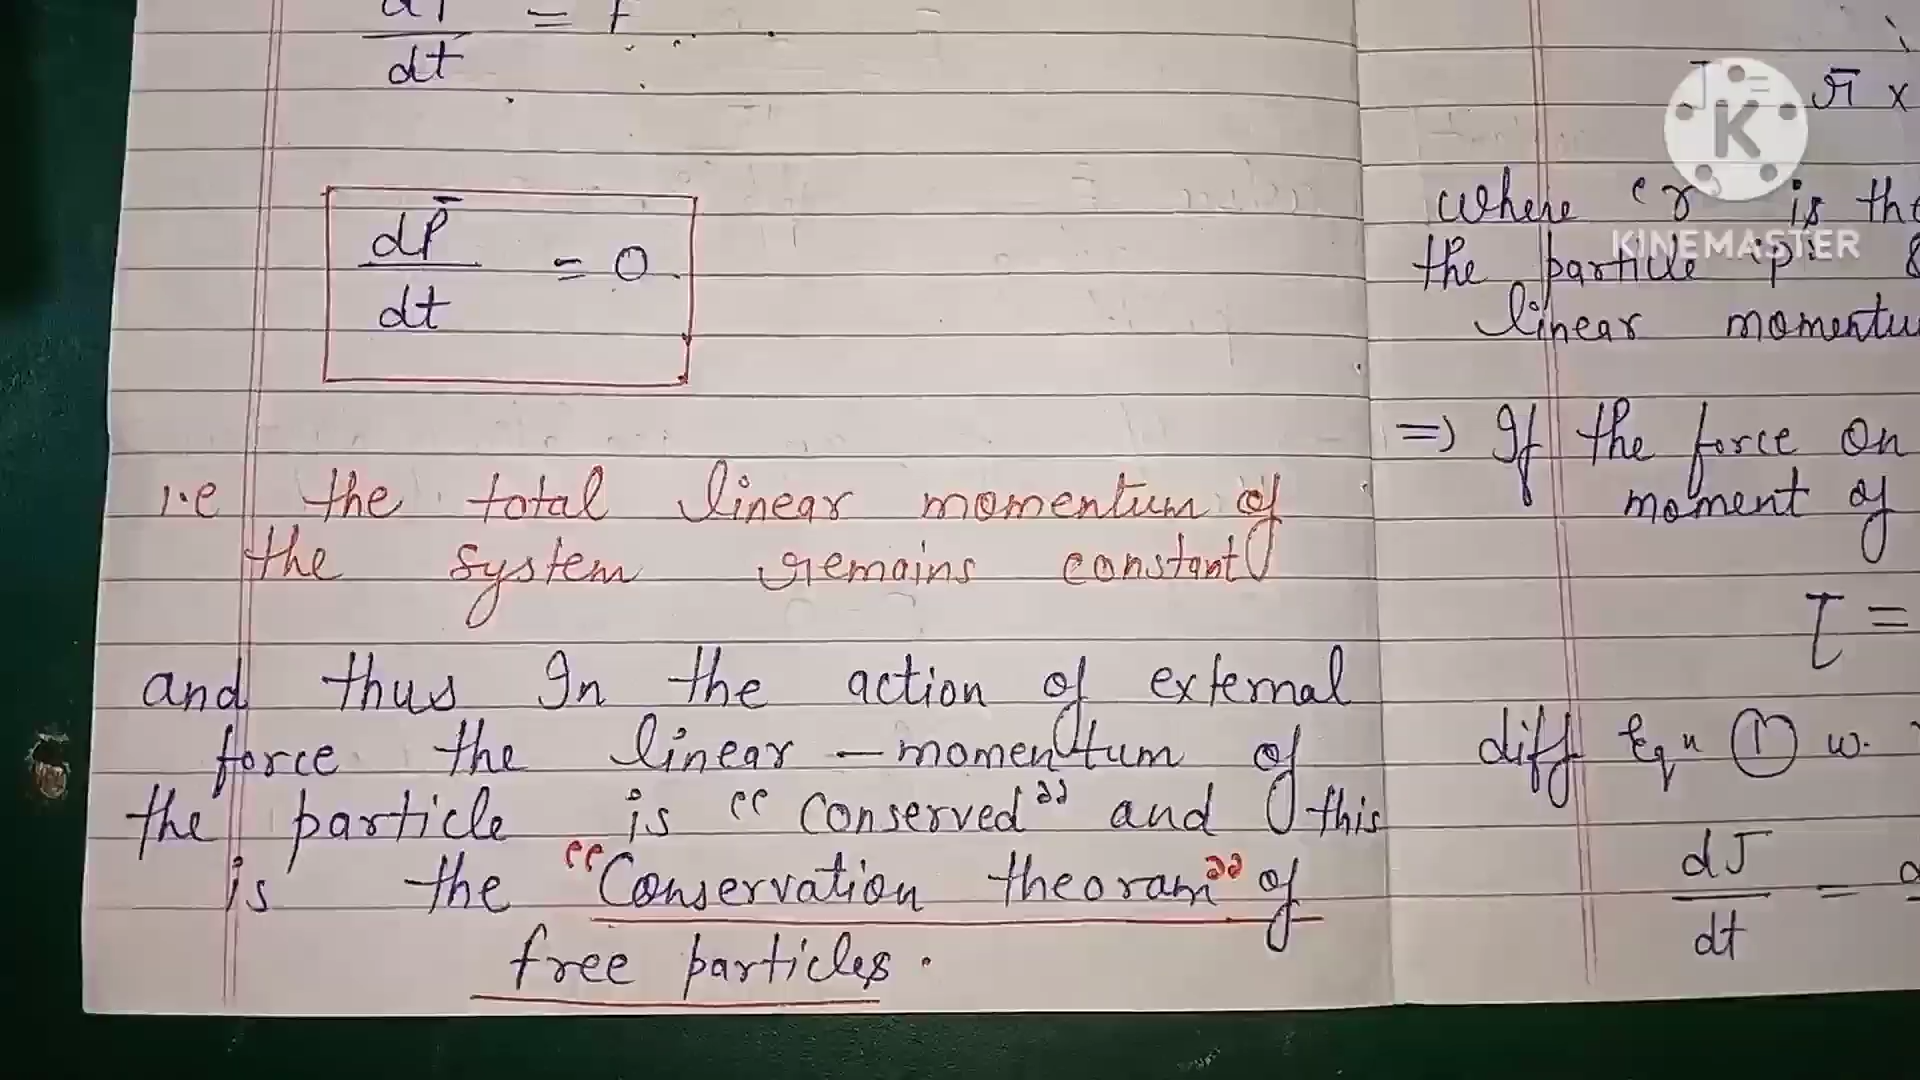 dt
dP̄
= 0
dt
i.e the total linear momentum of
the system remains constant
and thus In the action of external
force the linear - momentum of
the particle is "conserved" and this
is the "Conservation theoram" of
free particles.
r̄ ×
where 'r is the
the particle 'P'
linear momentu
⇒ If the force On
moment of
τ =
diff Eqn ① w.
dJ
=
dt
K
KINEMASTER